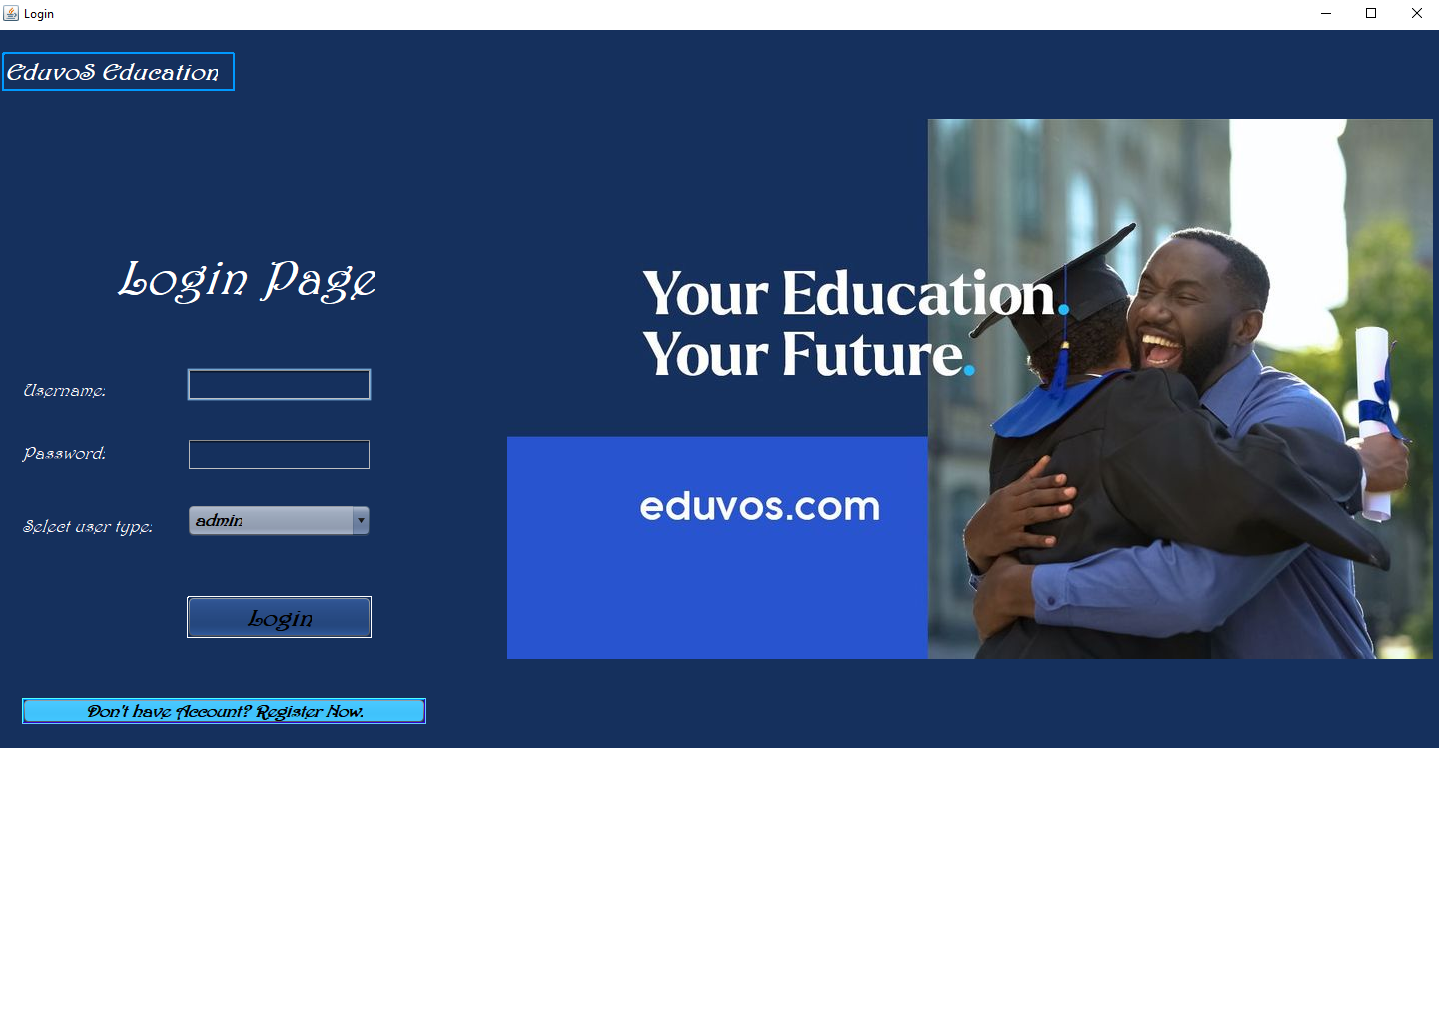 Login
EduvoS Education
Login Page
Username:
Password:
Select user type:
admin
Login
Don't have Account? Register Now.
Your Education.
Your Future.
eduvos.com